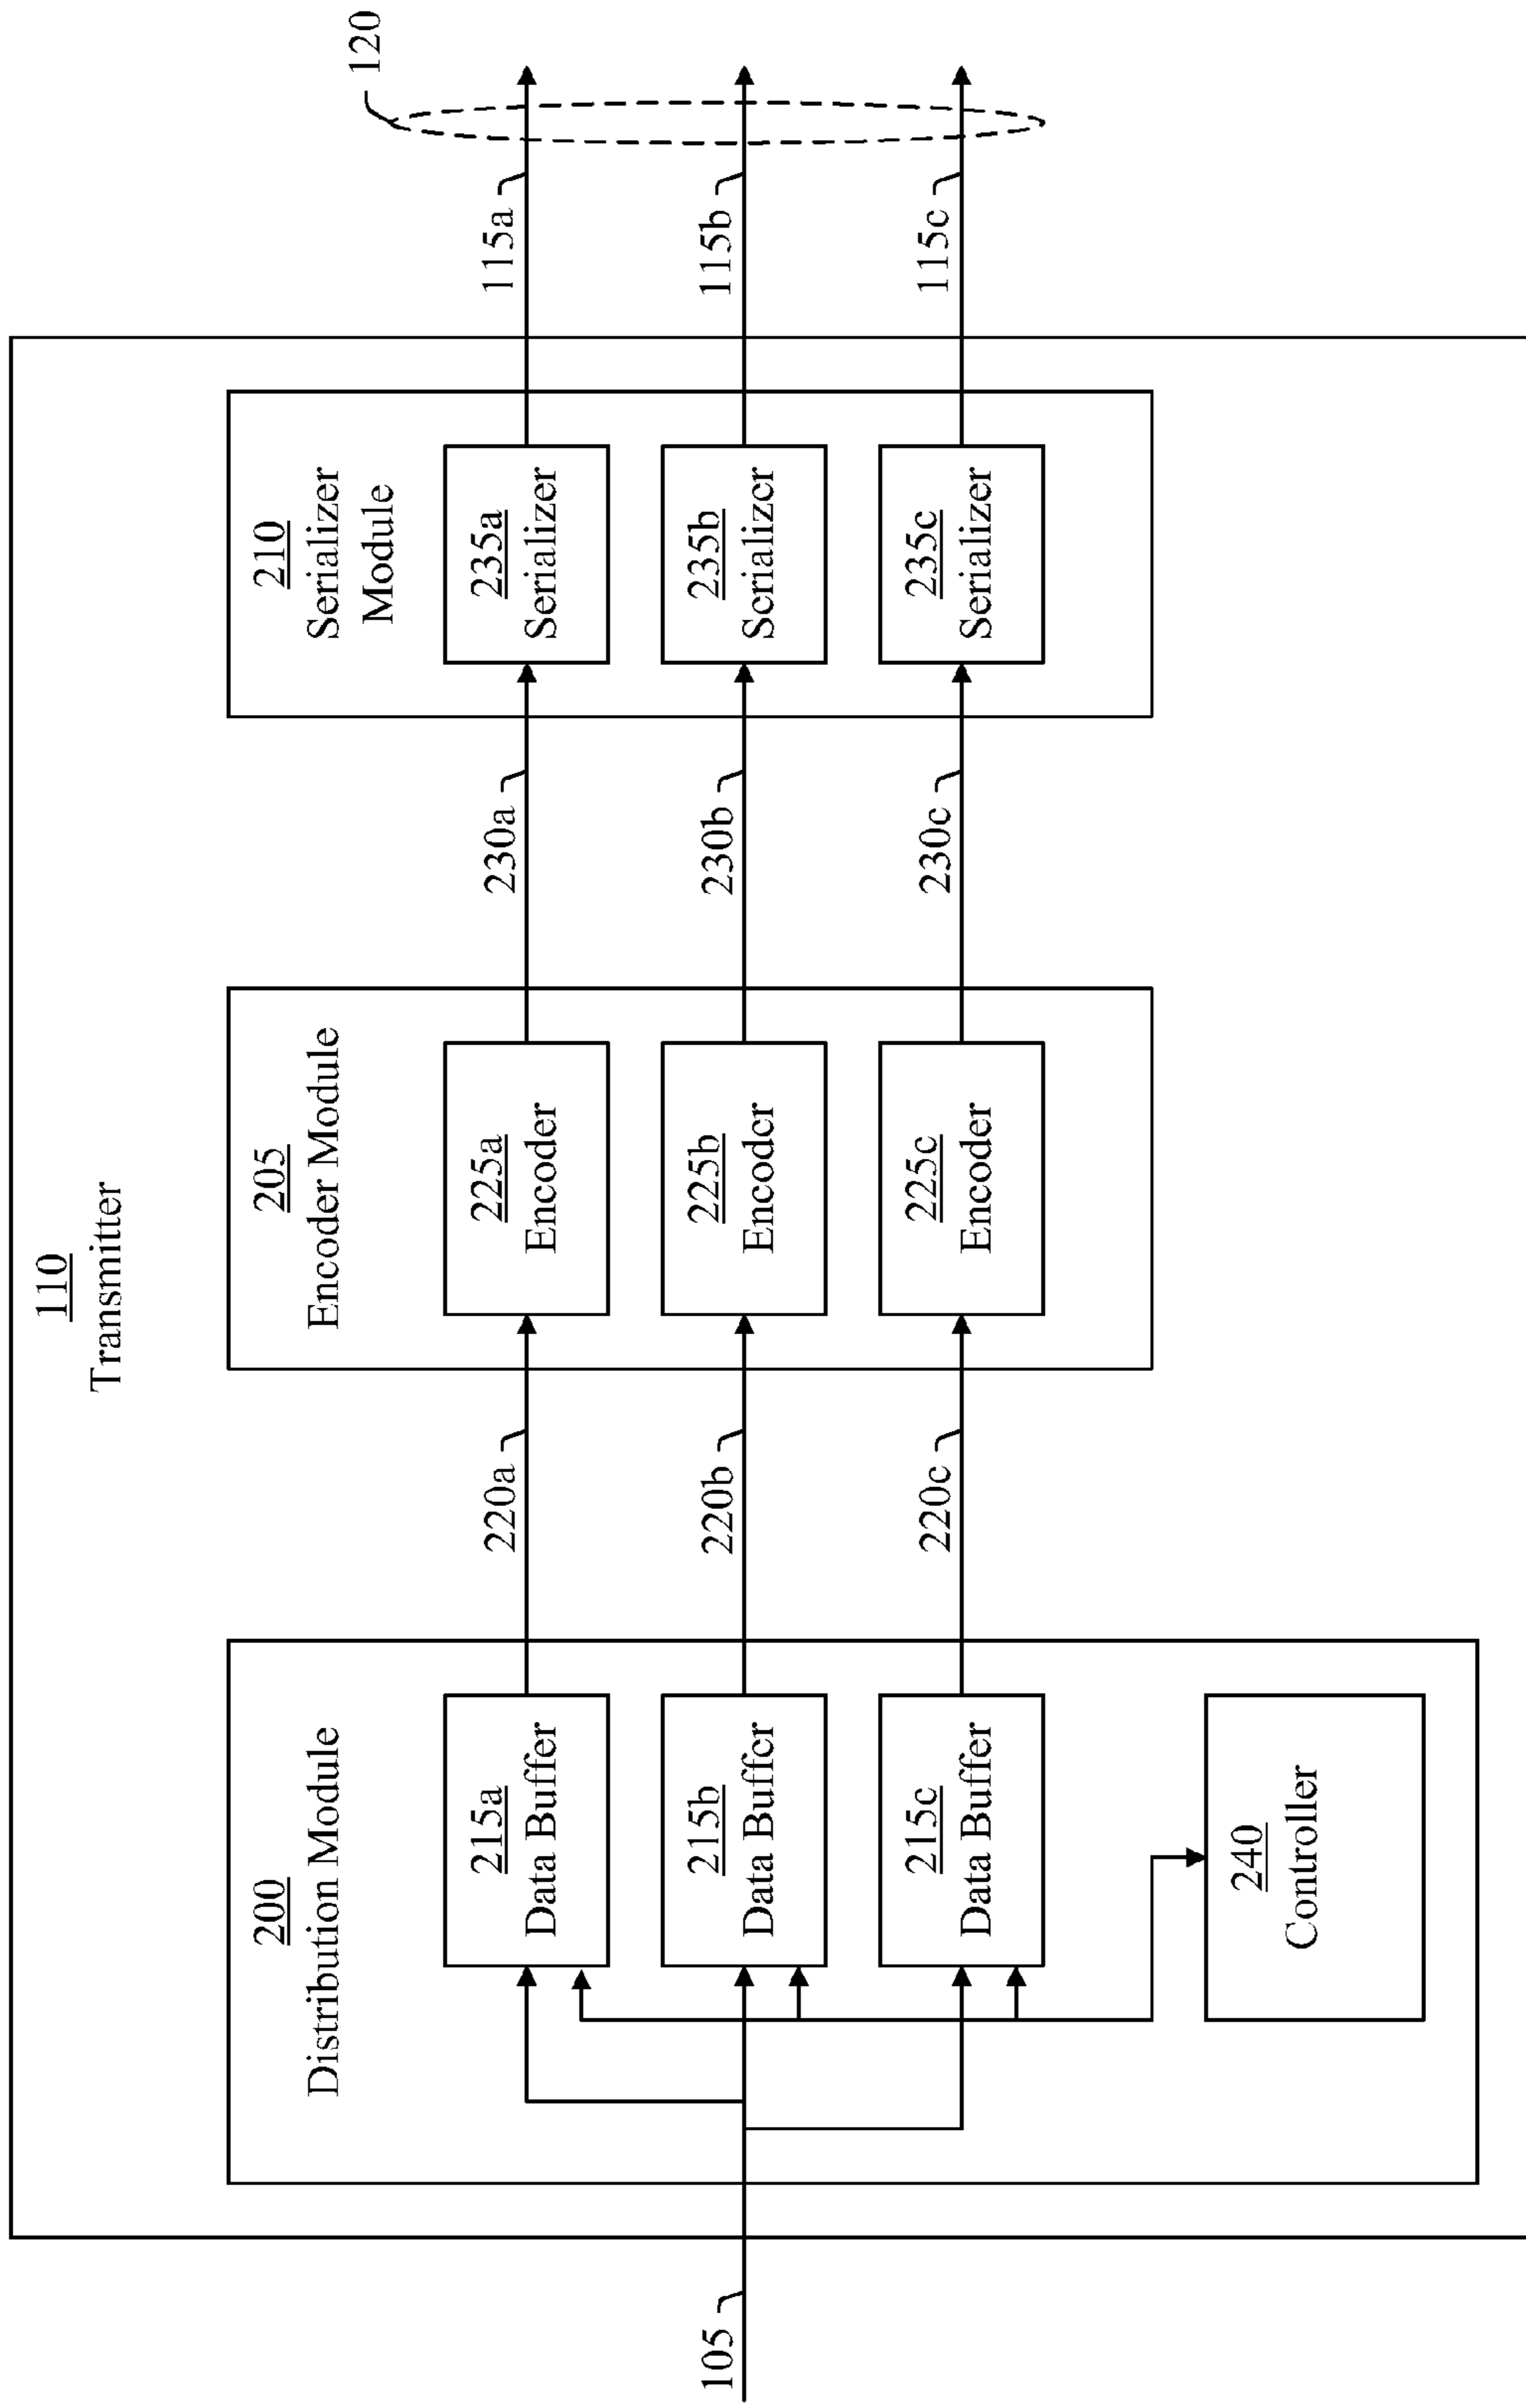 110
Transmitter
200
Distribution Module
205
Encoder Module
210
Serializer
Module
215a
Data Buffer
220a
225a
Encoder
230a
235a
Serializer
115a
120
105
215b
Data Buffer
220b
225b
Encoder
230b
235b
Serializer
115b
215c
Data Buffer
220c
225c
Encoder
230c
235c
Serializer
115c
240
Controller